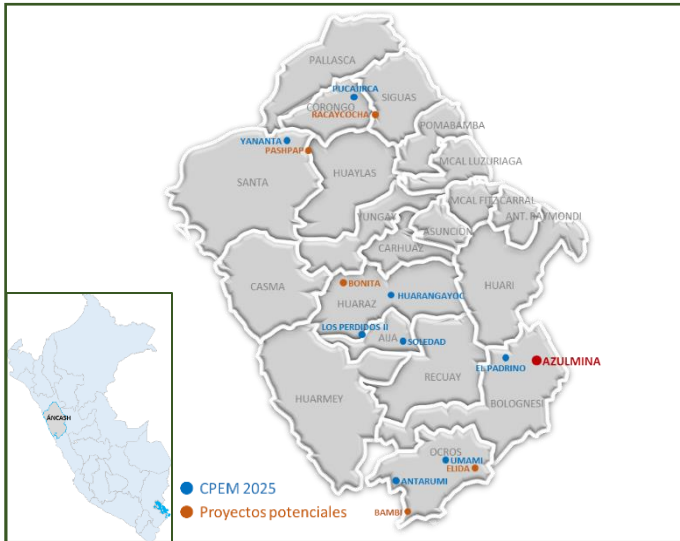 PALLASCA
PUCAJIRCA
SIGUAS
CORONGO
RACAYCOCHA
POMABAMBA
YANANTA
PASHPAP
MCAL LUZURIAGA
HUAYLAS
SANTA
MCAL FITZCARRAL
ANT. RAYMONDI
YUNGAY
ASUNCIÓN
CARHUAZ
CASMA
BONITA
HUARI
HUARANGAYOC
HUARAZ
LOS PERDIDOS II
AIJA
SOLEDAD
EL PADRINO
AZULMINA
RECUAY
HUARMEY
BOLOGNESI
ÁNCASH
OCROS
UMAMI
ELIDA
ANTARUMI
BAMBI
CPEM 2025
Proyectos potenciales